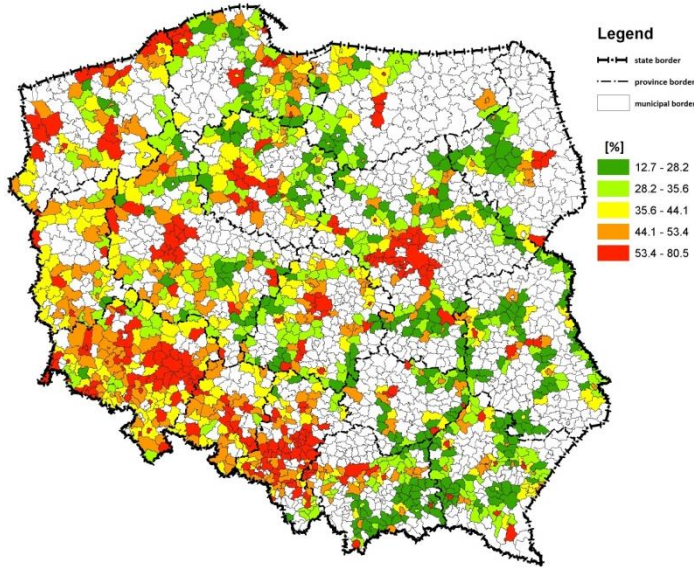 Legend
state border
province border
municipal border
[%]
12.7 - 28.2
28.2 - 35.6
35.6 - 44.1
44.1 - 53.4
53.4 - 80.5